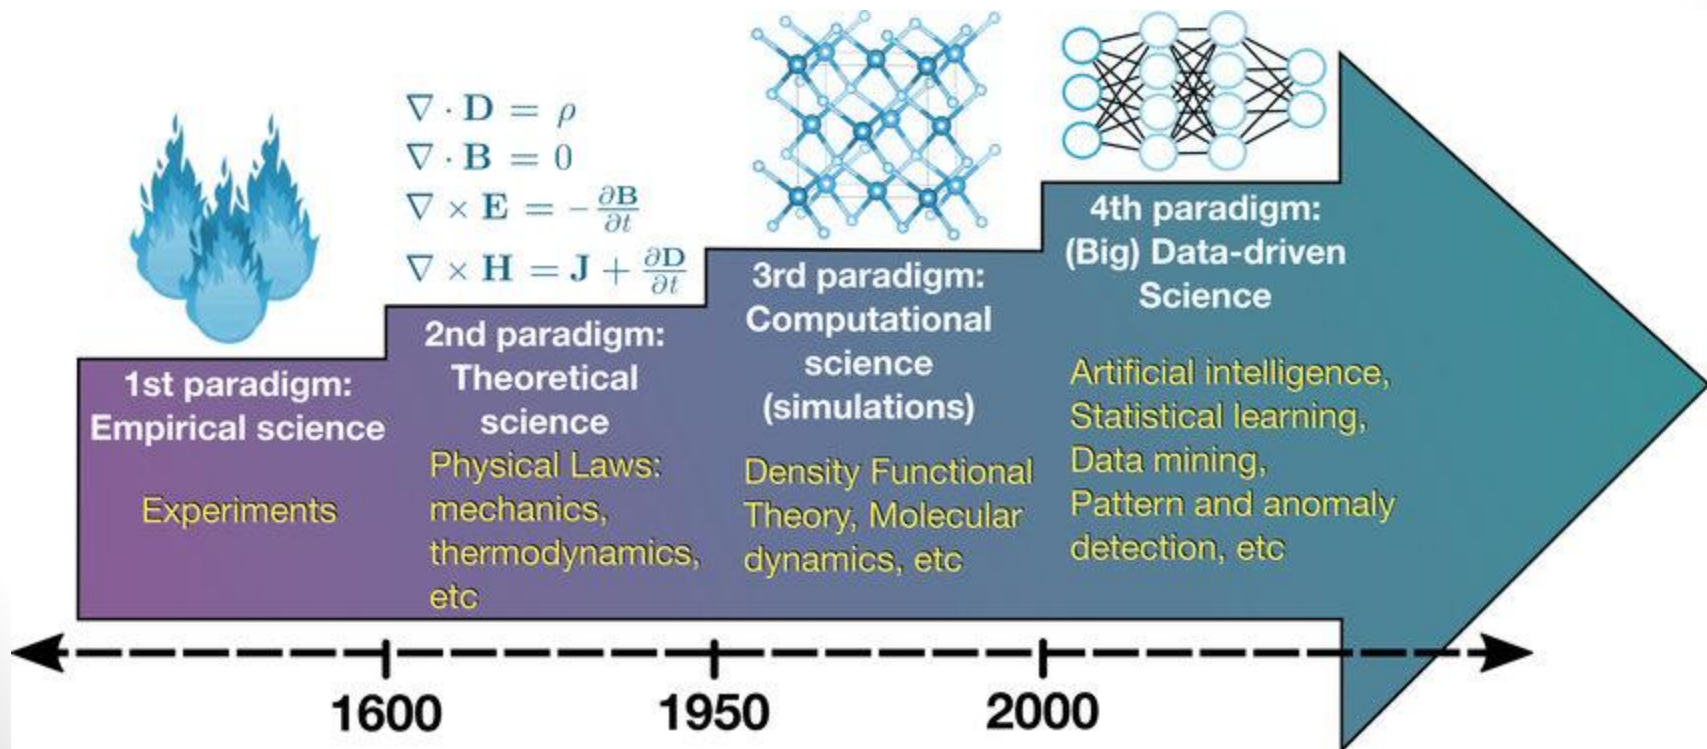 ∇ · D = ρ
∇ · B = 0
∇ × E = −∂B/∂t
∇ × H = J + ∂D/∂t
1st paradigm:
Empirical science
Experiments
2nd paradigm:
Theoretical
science
Physical Laws:
mechanics,
thermodynamics,
etc
3rd paradigm:
Computational
science
(simulations)
Density Functional
Theory, Molecular
dynamics, etc
4th paradigm:
(Big) Data-driven
Science
Artificial intelligence,
Statistical learning,
Data mining,
Pattern and anomaly
detection, etc
1600
1950
2000